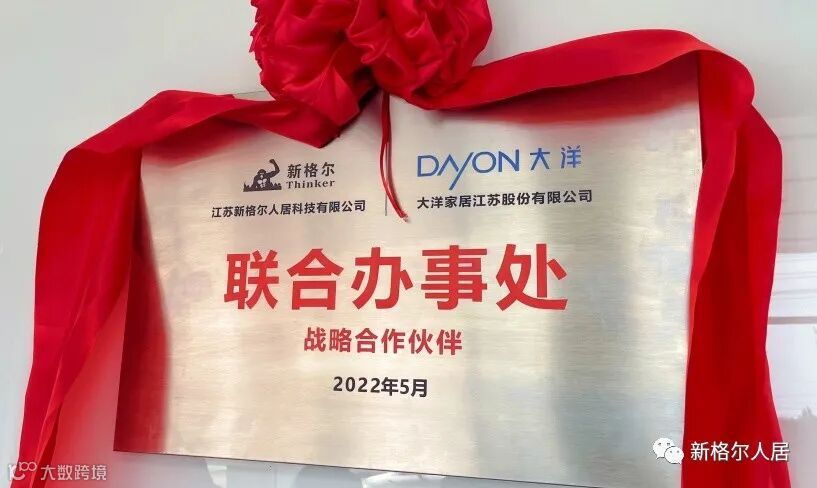 新格尔
Thinker
江苏新格尔人居科技有限公司
DAYON 大洋
大洋家居江苏股份有限公司
联合办事处
战略合作伙伴
2022年5月
新格尔人居
大数跨境